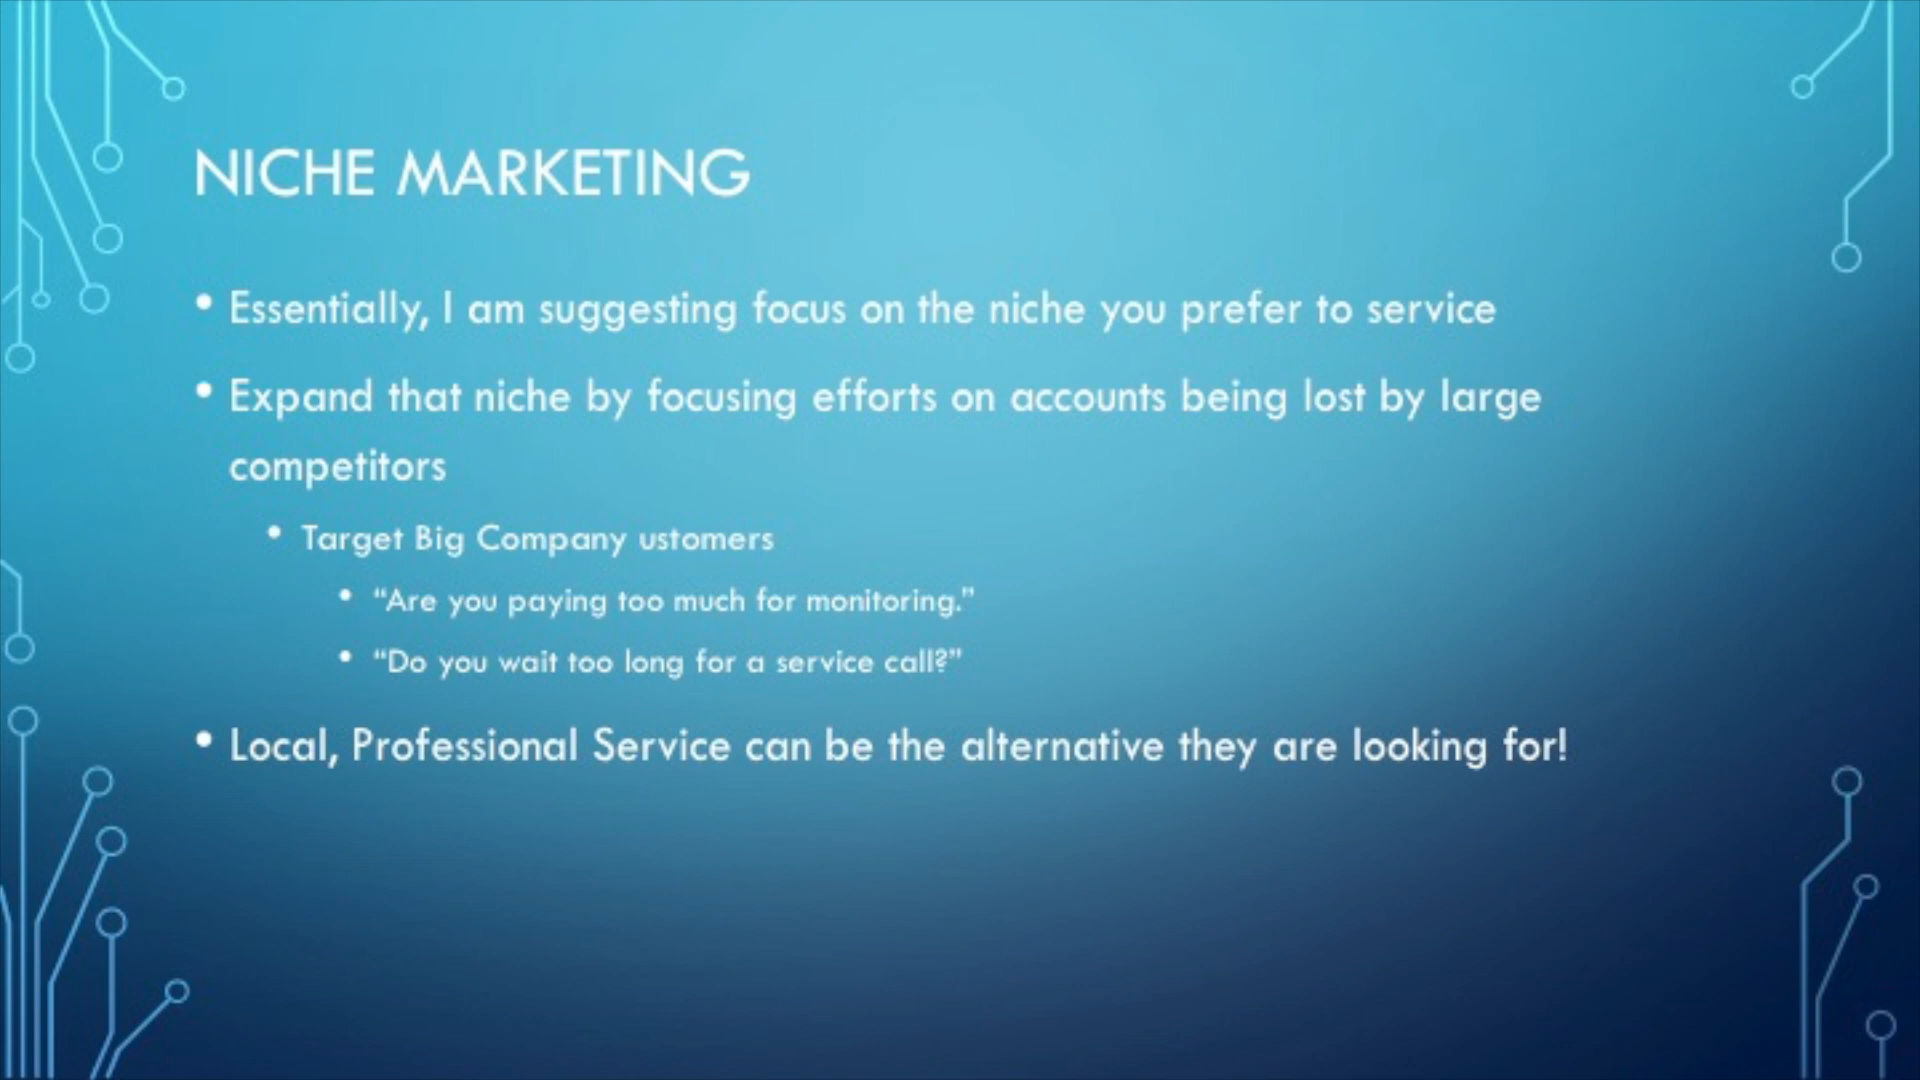 NICHE MARKETING
• Essentially, I am suggesting focus on the niche you prefer to service
• Expand that niche by focusing efforts on accounts being lost by large
competitors
• Target Big Company ustomers
• “Are you paying too much for monitoring.”
• “Do you wait too long for a service call?”
• Local, Professional Service can be the alternative they are looking for!